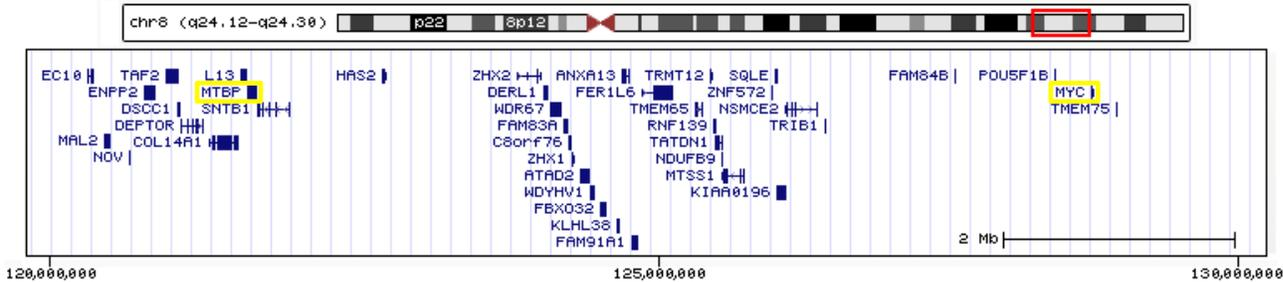 chr8 (q24.12-q24.30) p22 8p12
EC10 TAF2 L13 HAS2 ZHX2 ANXA13 TRMT12 SQLE FAM84B POU5F1B
ENPP2 MTBP DERL1 FER1L6 ZNF572 MYC
DSCC1 SNTB1 WDR67 TMEM65 NSMCE2 TMEM75
DEPTOR FAM83A RNF139 TRIB1
MAL2 COL14A1 C8orf76 TATDN1
NOV ZHX1 NDUFB9
ATAD2 MTSS1
WDYHV1 KIAA0196
FBXO32
KLHL38
FAM91A1 2 Mb
120,000,000 125,000,000 130,000,000